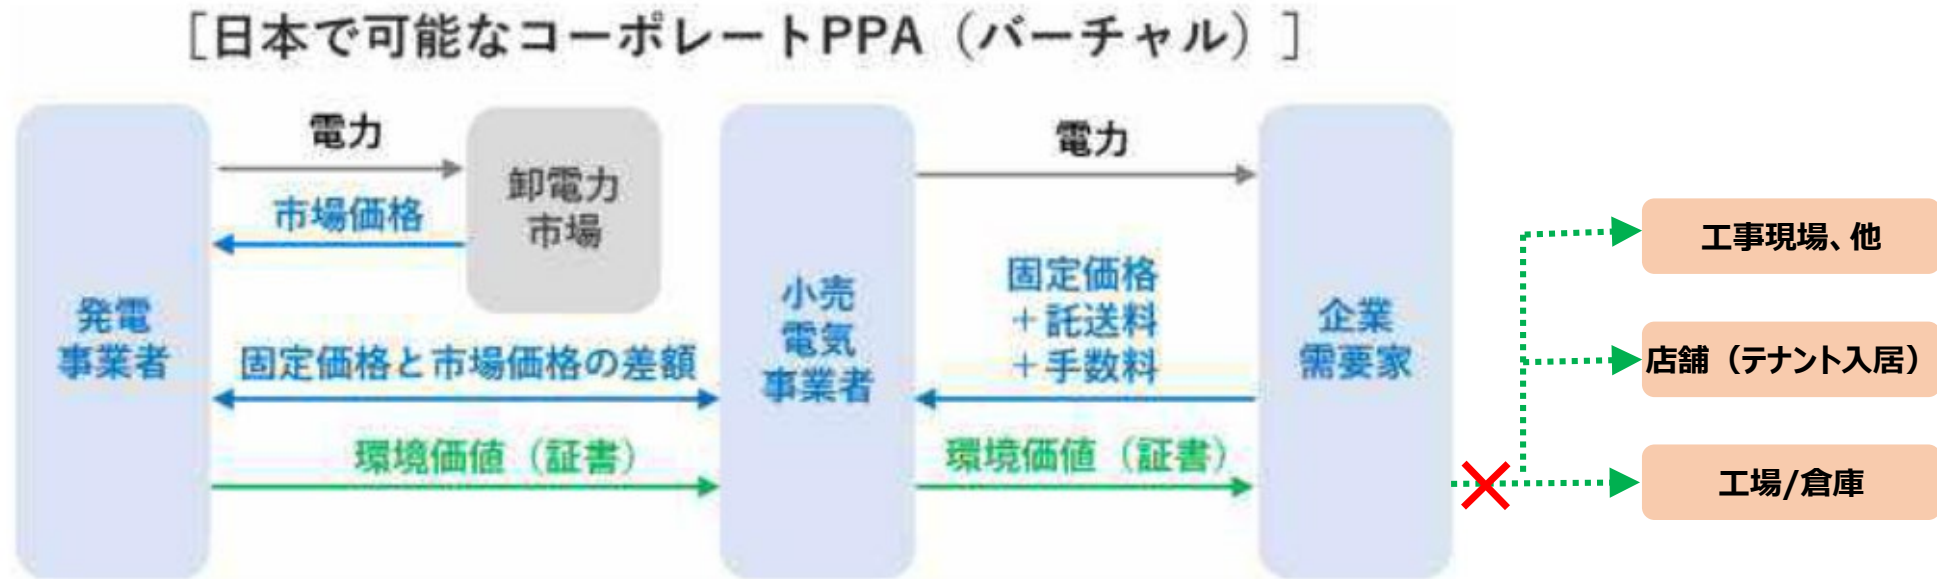 [日本で可能なコーポレートPPA（バーチャル）]
電力
市場価格
卸電力
市場
発電
事業者
固定価格と市場価格の差額
環境価値（証書）
小売
電気
事業者
電力
固定価格
＋託送料
＋手数料
環境価値（証書）
企業
需要家
工事現場、他
店舗（テナント入居）
工場/倉庫